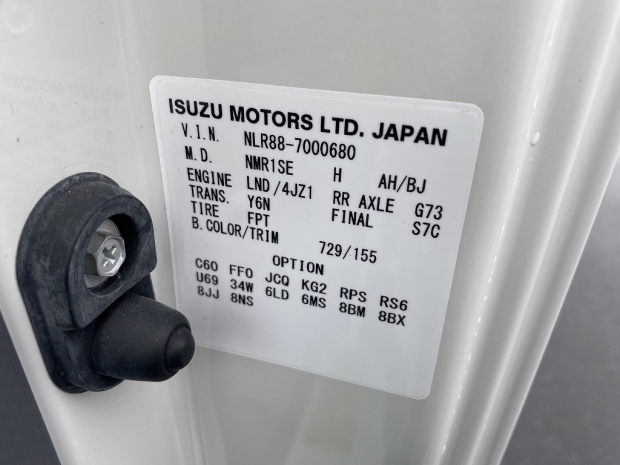 ISUZU MOTORS LTD. JAPAN
V.I.N. NLR88-7000680
M.D. NMR1SE H AH/BJ
ENGINE LND/4JZ1 RR AXLE G73
TRANS. Y6N FINAL S7C
TIRE FPT
B.COLOR/TRIM 729/155
OPTION
C60 FF0 JCQ KG2 RPS RS6
U69 34W 6LD 6MS 8BM 8BX
8JJ 8NS